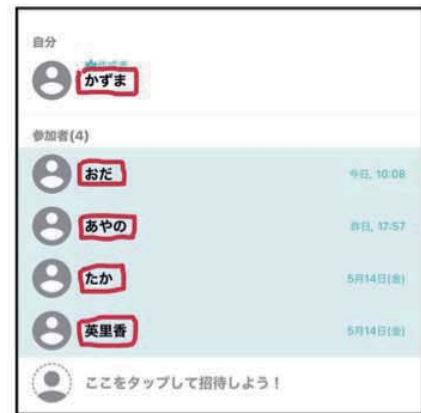 自分
かずま
参加者(4)
おだ
今日, 10:08
あやの
昨日, 17:57
たか
5月14日(金)
英里香
5月14日(金)
ここをタップして招待しよう！